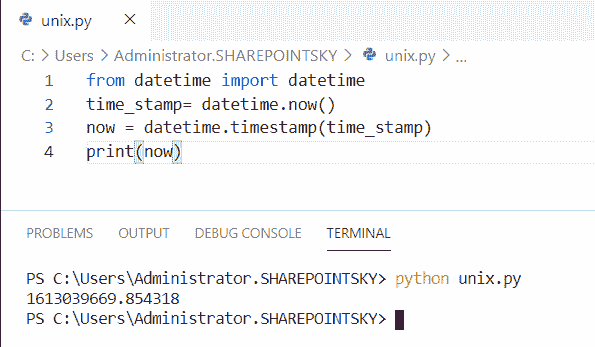 unix.py ×
C: > Users > Administrator.SHAREPOINTSKY > unix.py > ...
1 from datetime import datetime
2 time_stamp= datetime.now()
3 now = datetime.timestamp(time_stamp)
4 print(now)
PROBLEMS OUTPUT DEBUG CONSOLE TERMINAL
PS C:\Users\Administrator.SHAREPOINTSKY> python unix.py
1613039669.854318
PS C:\Users\Administrator.SHAREPOINTSKY>